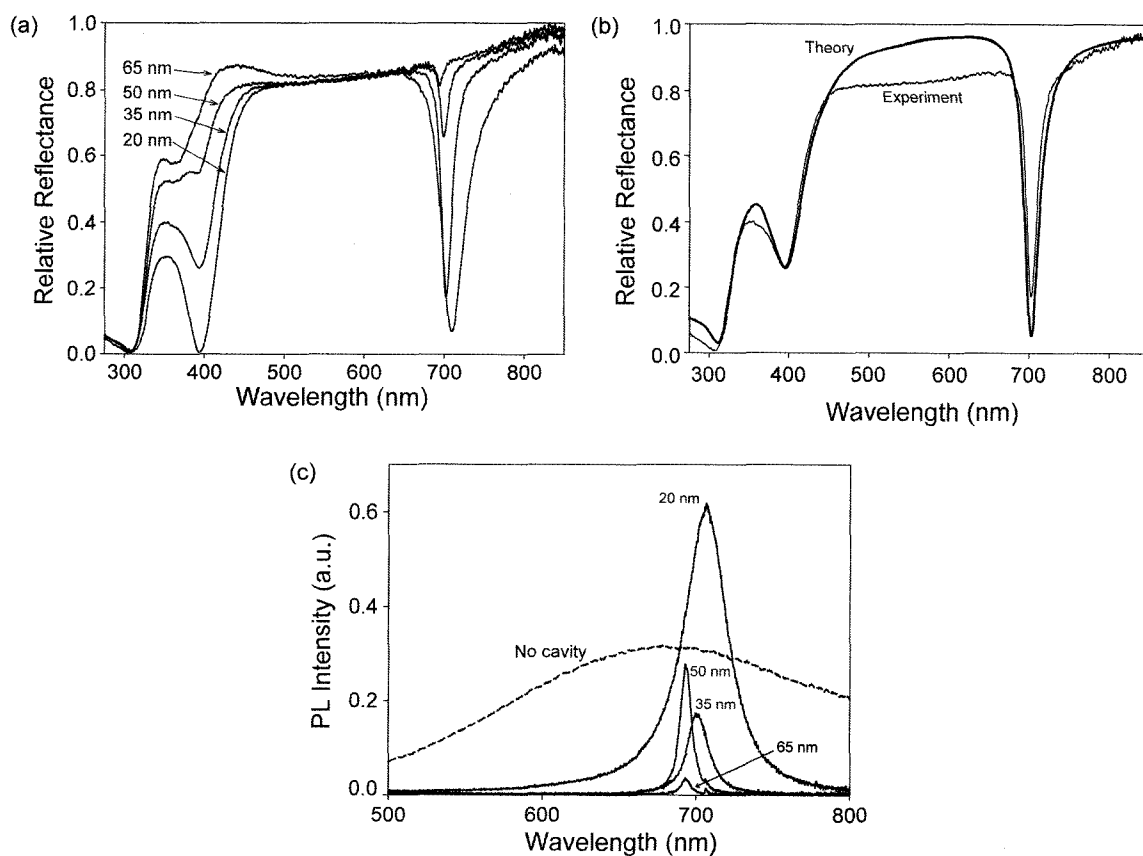 (a)
1.0
0.8
0.6
0.4
0.2
0.0
Relative Reflectance
65 nm
50 nm
35 nm
20 nm
300 400 500 600 700 800
Wavelength (nm)
(b)
1.0
0.8
0.6
0.4
0.2
0.0
Relative Reflectance
Theory
Experiment
300 400 500 600 700 800
Wavelength (nm)
(c)
0.6
0.4
0.2
0.0
PL Intensity (a.u.)
20 nm
No cavity
50 nm
35 nm
65 nm
500 600 700 800
Wavelength (nm)